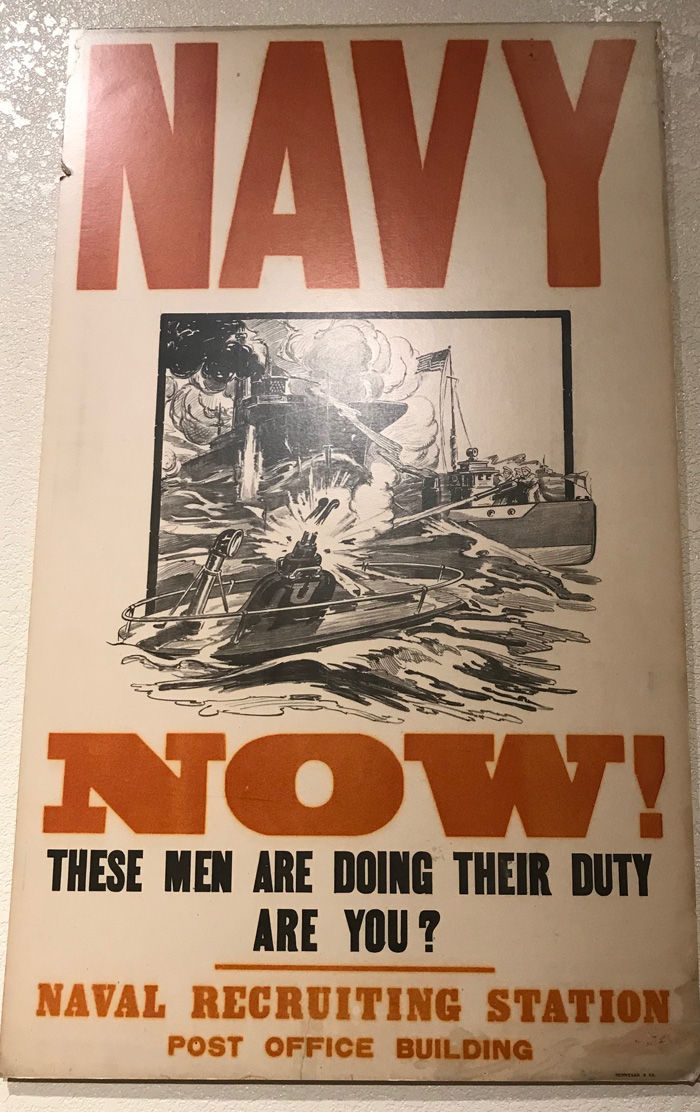 NAVY
U
NOW!
THESE MEN ARE DOING THEIR DUTY
ARE YOU?
NAVAL RECRUITING STATION
POST OFFICE BUILDING